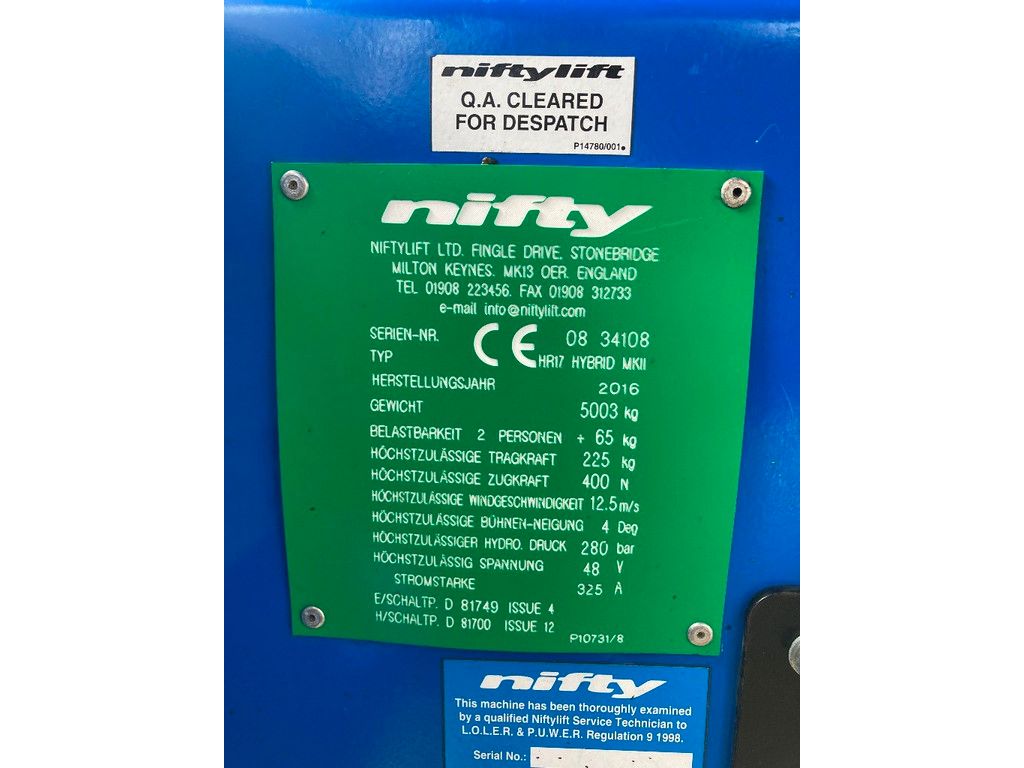 niftylift
Q.A. CLEARED
FOR DESPATCH
P14780/001
nifty
NIFTYLIFT LTD. FINGLE DRIVE, STONEBRIDGE
MILTON KEYNES. MK13 OER. ENGLAND
TEL 01908 223456. FAX 01908 312733
e-mail info@niftylift.com
SERIEN-NR. CE 08 34108
TYP HR17 HYBRID MKII
HERSTELLUNGSJAHR 2016
GEWICHT 5003 kg
BELASTBARKEIT 2 PERSONEN + 65 kg
HÖCHSTZULÄSSIGE TRAGKRAFT 225 kg
HÖCHSTZULÄSSIGE ZUGKRAFT 400 N
HÖCHSTZULÄSSIGE WINDGESCHWINDIGKEIT 12.5 m/s
HÖCHSTZULÄSSIGE BÜHNEN-NEIGUNG 4 Deg
HÖCHSTZULÄSSIGER HYDRO. DRUCK 280 bar
HÖCHSTZULÄSSIG SPANNUNG 48 V
STROMSTARKE 325 A
E/SCHALTP. D 81749 ISSUE 4
H/SCHALTP. D 81700 ISSUE 12
P10731/8
nifty
This machine has been thoroughly examined
by a qualified Niftylift Service Technician to
L.O.L.E.R. & P.U.W.E.R. Regulation 9 1998.
Serial No.: